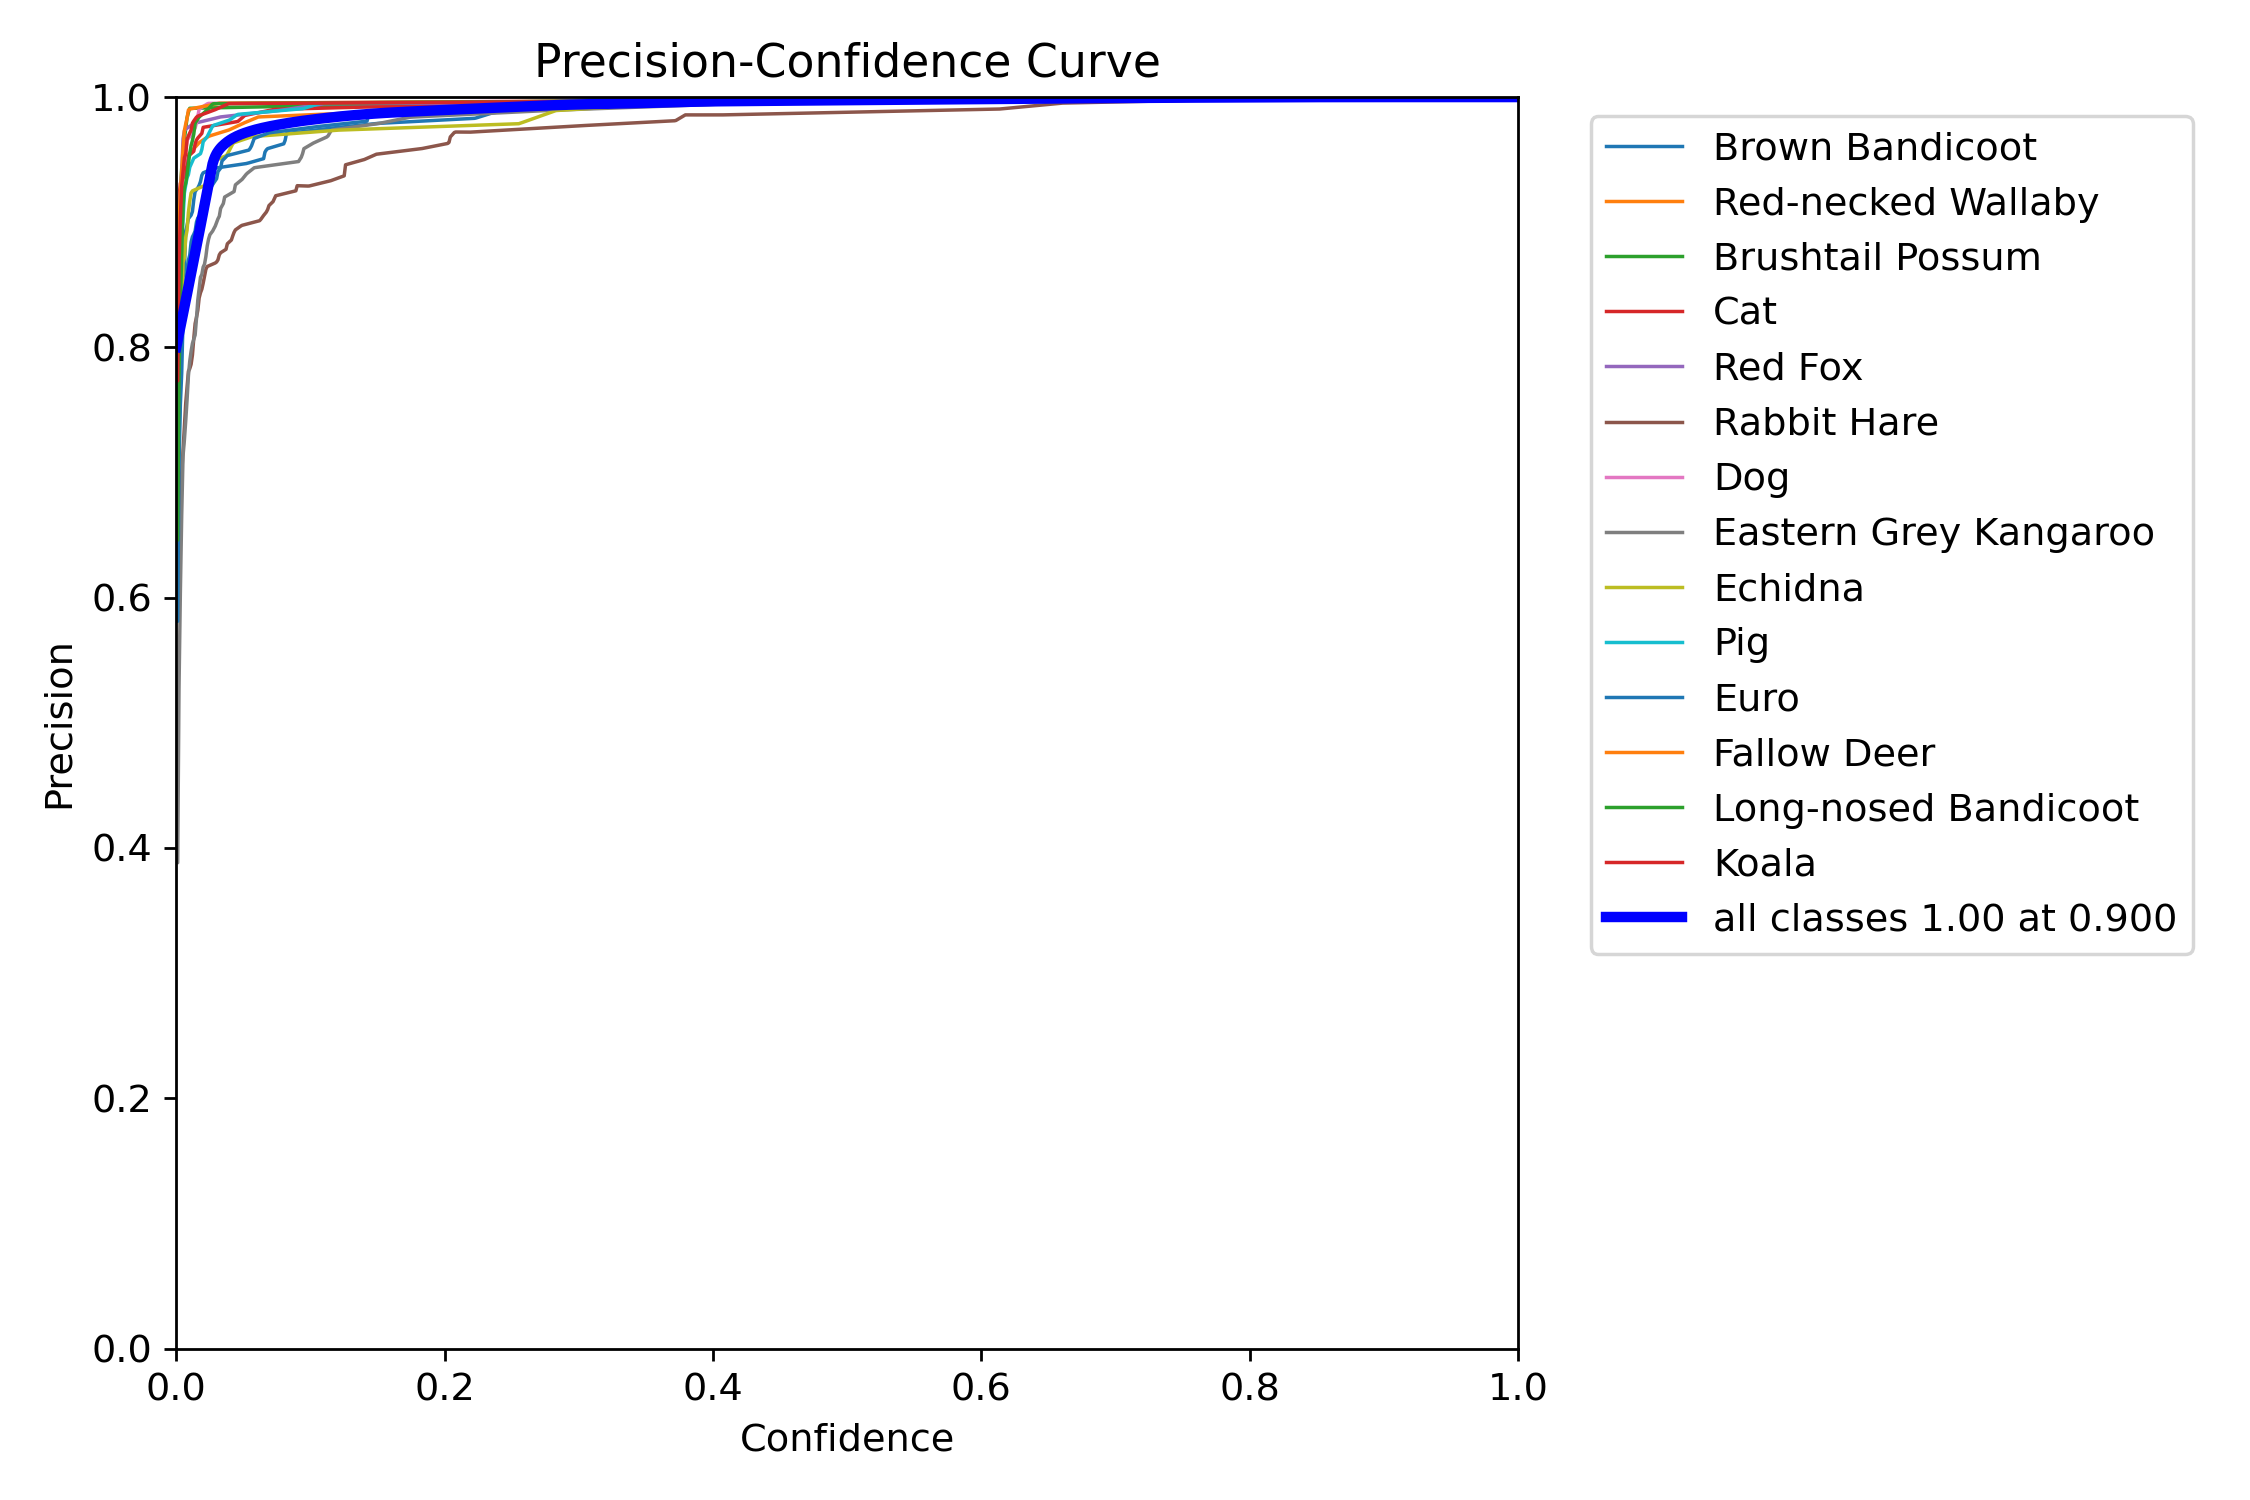 Precision-Confidence Curve
1.0
0.8
0.6
0.4
0.2
0.0
Precision
0.0 0.2 0.4 0.6 0.8 1.0
Confidence
Brown Bandicoot
Red-necked Wallaby
Brushtail Possum
Cat
Red Fox
Rabbit Hare
Dog
Eastern Grey Kangaroo
Echidna
Pig
Euro
Fallow Deer
Long-nosed Bandicoot
Koala
all classes 1.00 at 0.900